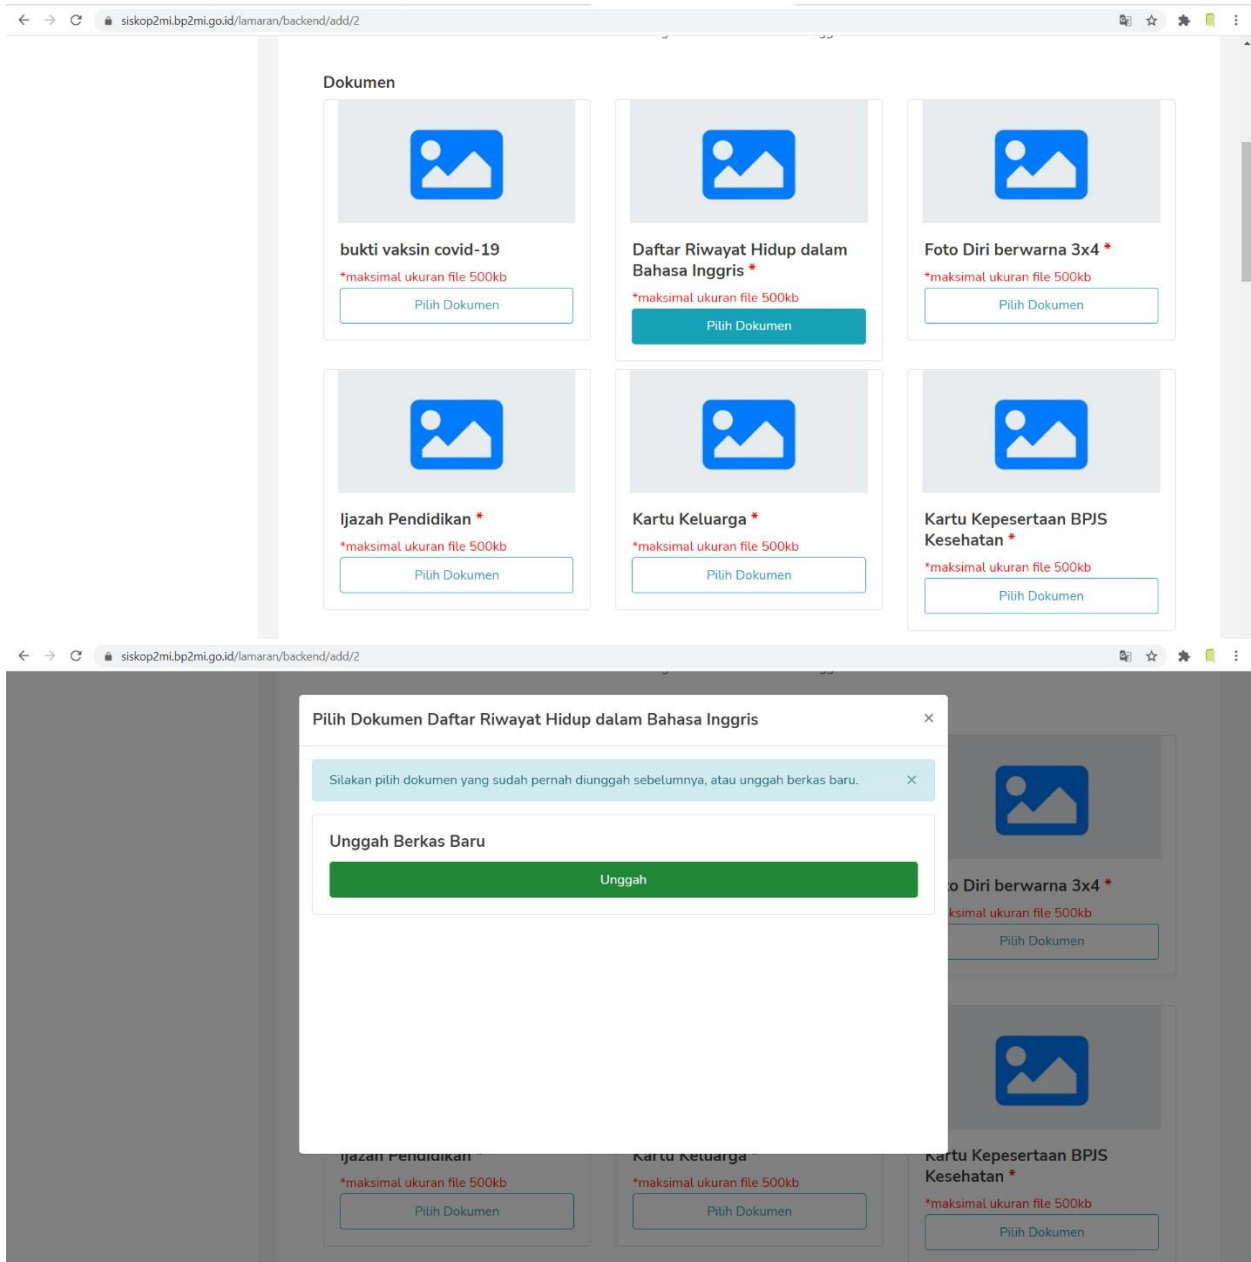 siskop2mi.bp2mi.go.id/lamaran/backend/add/2
Dokumen
bukti vaksin covid-19
*maksimal ukuran file 500kb
Pilih Dokumen
Daftar Riwayat Hidup dalam
Bahasa Inggris *
*maksimal ukuran file 500kb
Pilih Dokumen
Foto Diri berwarna 3x4 *
*maksimal ukuran file 500kb
Pilih Dokumen
Ijazah Pendidikan *
*maksimal ukuran file 500kb
Pilih Dokumen
Kartu Keluarga *
*maksimal ukuran file 500kb
Pilih Dokumen
Kartu Kepesertaan BPJS
Kesehatan *
*maksimal ukuran file 500kb
Pilih Dokumen
siskop2mi.bp2mi.go.id/lamaran/backend/add/2
Pilih Dokumen Daftar Riwayat Hidup dalam Bahasa Inggris ×
Silakan pilih dokumen yang sudah pernah diunggah sebelumnya, atau unggah berkas baru. ×
Unggah Berkas Baru
Unggah
o Diri berwarna 3x4 *
ksimal ukuran file 500kb
Pilih Dokumen
Ijazah Pendidikan *
*maksimal ukuran file 500kb
Pilih Dokumen
Kartu Keluarga *
*maksimal ukuran file 500kb
Pilih Dokumen
Kartu Kepesertaan BPJS
Kesehatan *
*maksimal ukuran file 500kb
Pilih Dokumen